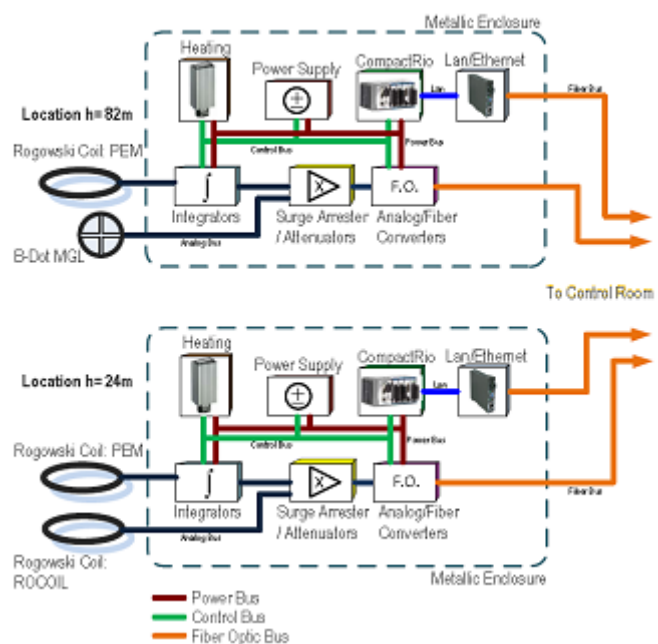 Metallic Enclosure
Heating
Power Supply
CompactRio
Lan/Ethernet
Lan
Fiber Bus
Location h= 82m
Rogowski Coil: PEM
Control Bus
Power Bus
∫
X
F.O.
Integrators
Surge Arrester
/ Attenuators
Analog/Fiber
Converters
Analog Bus
B-Dot MGL
To Control Room
Heating
Power Supply
CompactRio
Lan/Ethernet
Lan
Location h= 24m
Rogowski Coil: PEM
Control Bus
Power Bus
∫
X
F.O.
Fiber Bus
Integrators
Surge Arrester
/ Attenuators
Analog/Fiber
Converters
Analog Bus
Rogowski Coil:
ROCOIL
Metallic Enclosure
Power Bus
Control Bus
Fiber Optic Bus